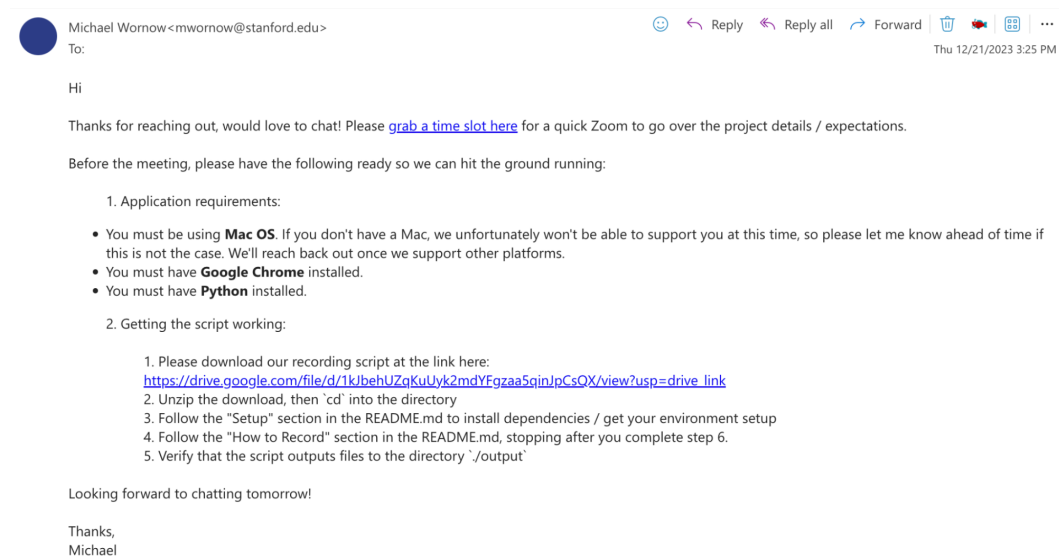 Michael Wornow<mwornow@stanford.edu>
Reply Reply all Forward
To:
Thu 12/21/2023 3:25 PM
Hi
Thanks for reaching out, would love to chat! Please grab a time slot here for a quick Zoom to go over the project details / expectations.
Before the meeting, please have the following ready so we can hit the ground running:
1. Application requirements:
• You must be using Mac OS. If you don't have a Mac, we unfortunately won't be able to support you at this time, so please let me know ahead of time if
this is not the case. We'll reach back out once we support other platforms.
• You must have Google Chrome installed.
• You must have Python installed.
2. Getting the script working:
1. Please download our recording script at the link here:
https://drive.google.com/file/d/1kJbehUZqKuUyk2mdYFgzaa5qinJpCsQX/view?usp=drive_link
2. Unzip the download, then `cd` into the directory
3. Follow the "Setup" section in the README.md to install dependencies / get your environment setup
4. Follow the "How to Record" section in the README.md, stopping after you complete step 6.
5. Verify that the script outputs files to the directory `./output`
Looking forward to chatting tomorrow!
Thanks,
Michael